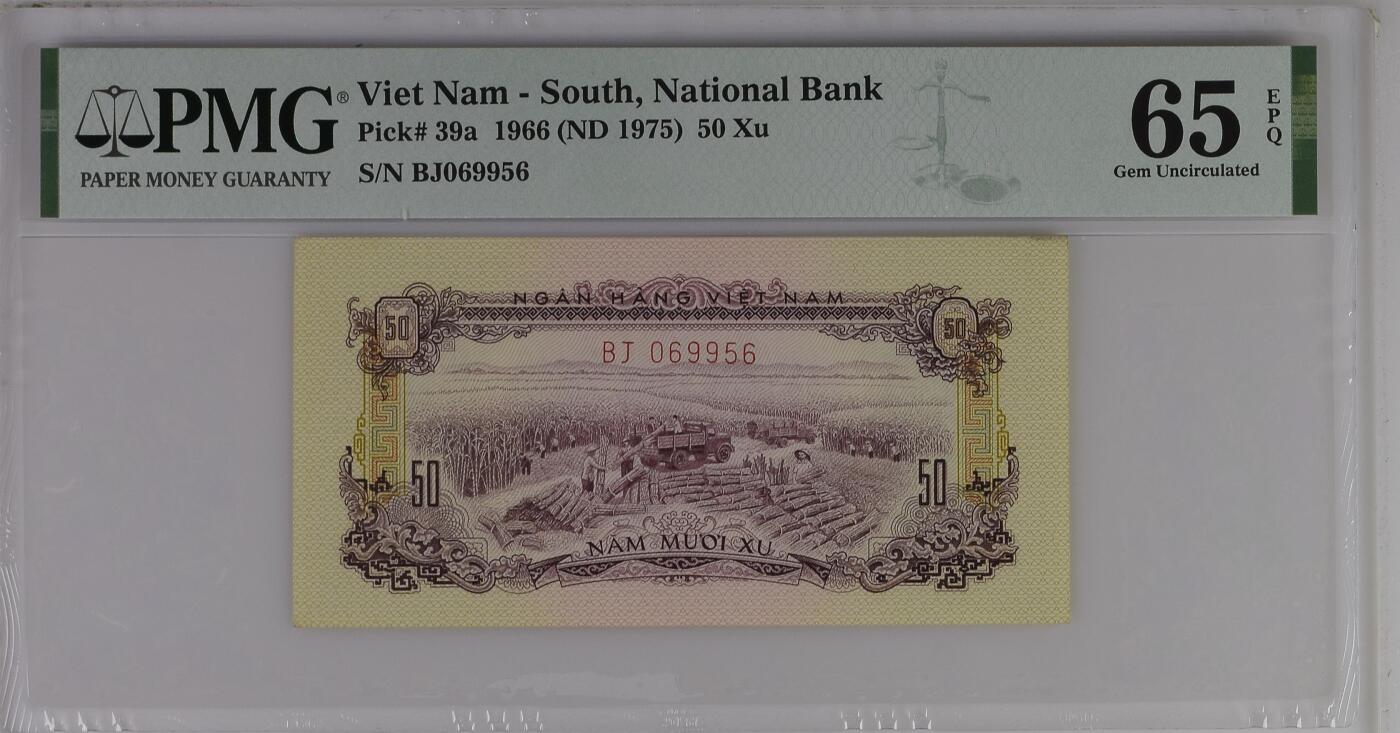 PMG®
PAPER MONEY GUARANTY
Viet Nam - South, National Bank
Pick# 39a 1966 (ND 1975) 50 Xu
S/N BJ069956
65
EPQ
Gem Uncirculated
NGÂN HÀNG VIỆT NAM
50
50
BJ 069956
50
50
NĂM MƯƠI XU